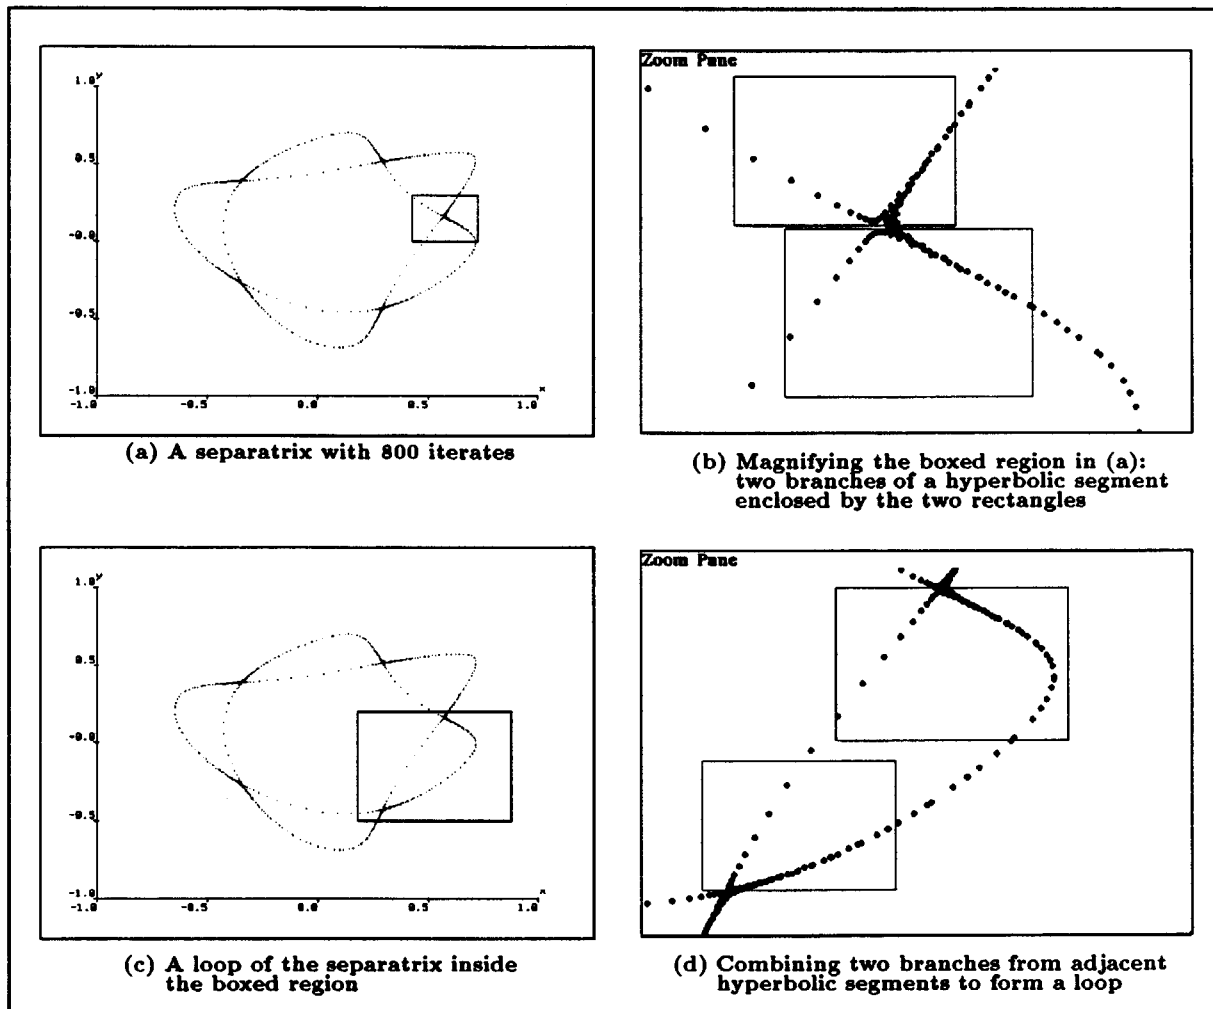 1.0 y
0.5
-0.0
-0.5
-1.0
-1.0 -0.5 0.0 0.5 1.0 x
(a) A separatrix with 800 iterates
Zoom Pane
(b) Magnifying the boxed region in (a):
two branches of a hyperbolic segment
enclosed by the two rectangles
1.0 y
0.5
-0.0
-0.5
-1.0
-1.0 -0.5 0.0 0.5 1.0 x
(c) A loop of the separatrix inside
the boxed region
Zoom Pane
(d) Combining two branches from adjacent
hyperbolic segments to form a loop